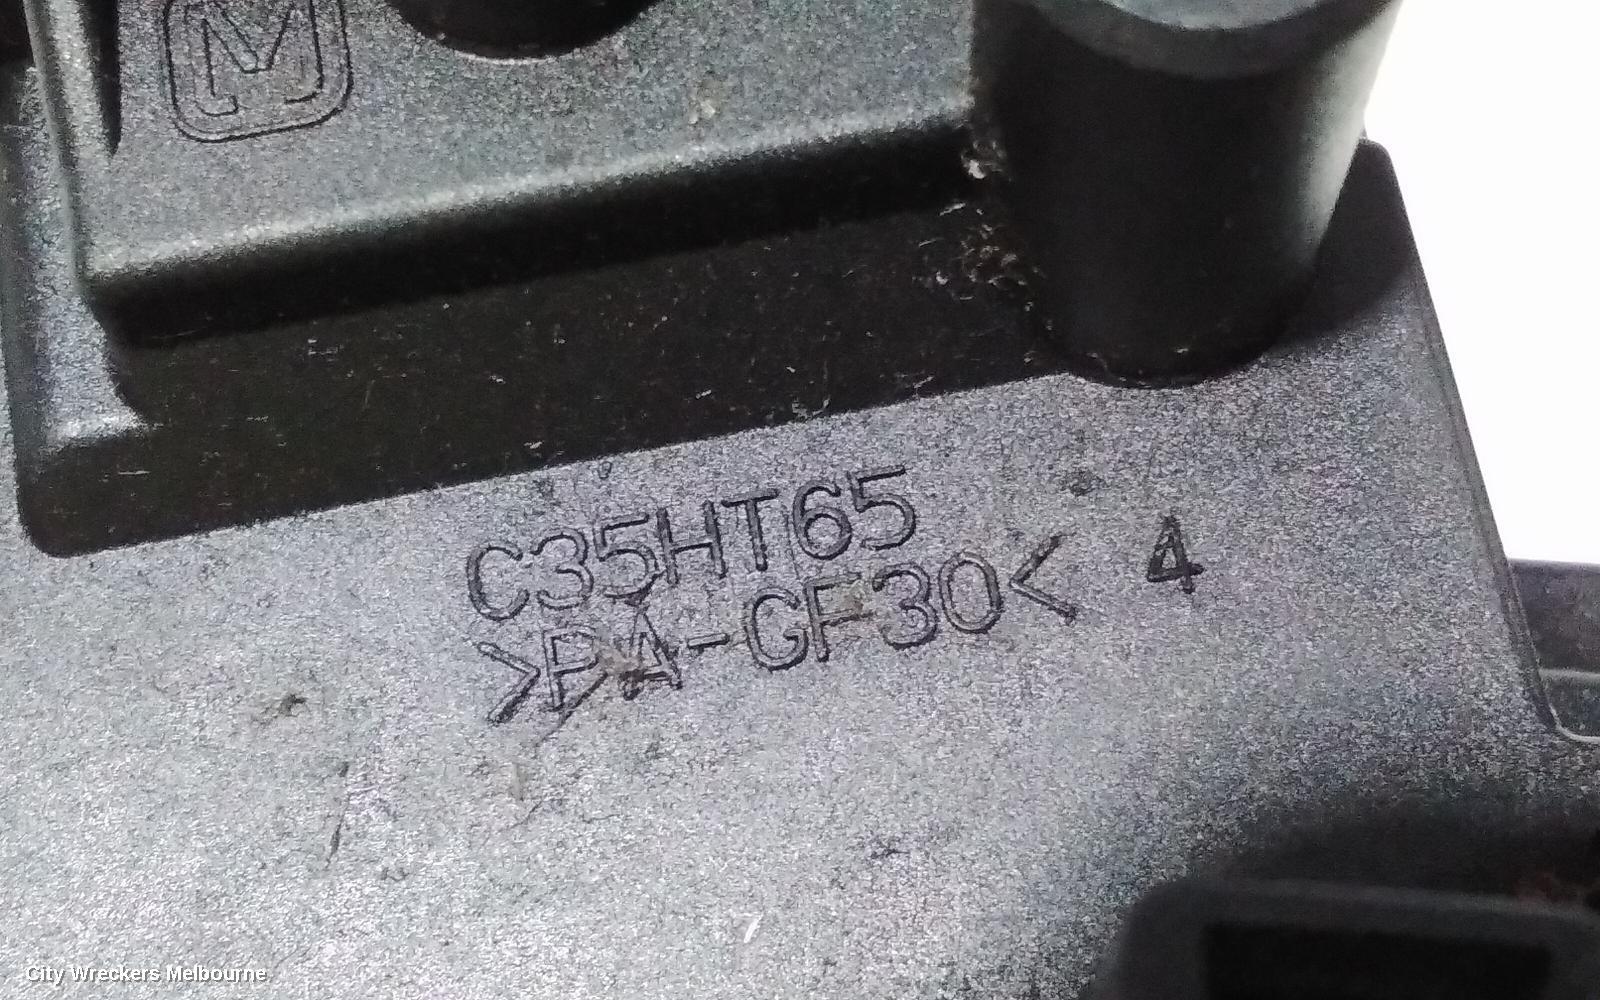 M
C35HT65
>PA-GF30< 4
City Wreckers Melbourne